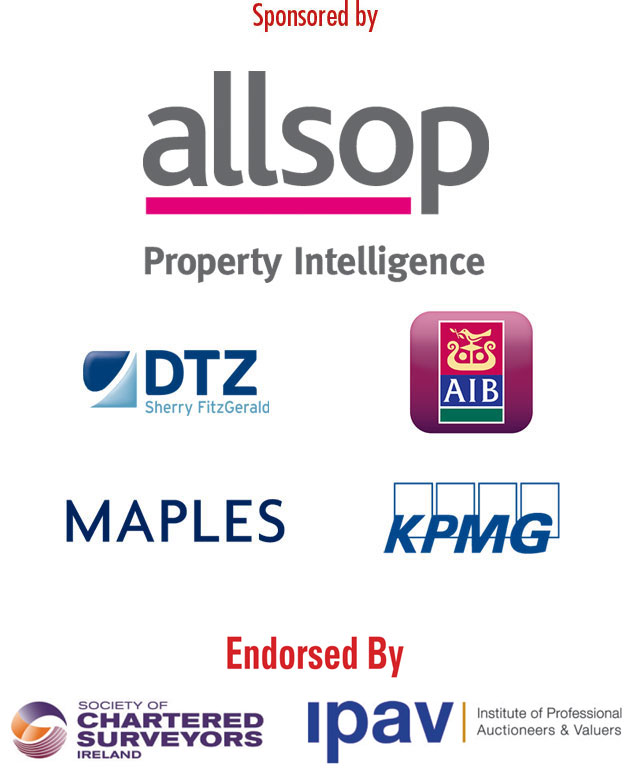 Sponsored by
allsop
Property Intelligence
DTZ
Sherry FitzGerald
AIB
MAPLES
KPMG
Endorsed By
SOCIETY OF
CHARTERED
SURVEYORS
IRELAND
ipav
Institute of Professional
Auctioneers & Valuers